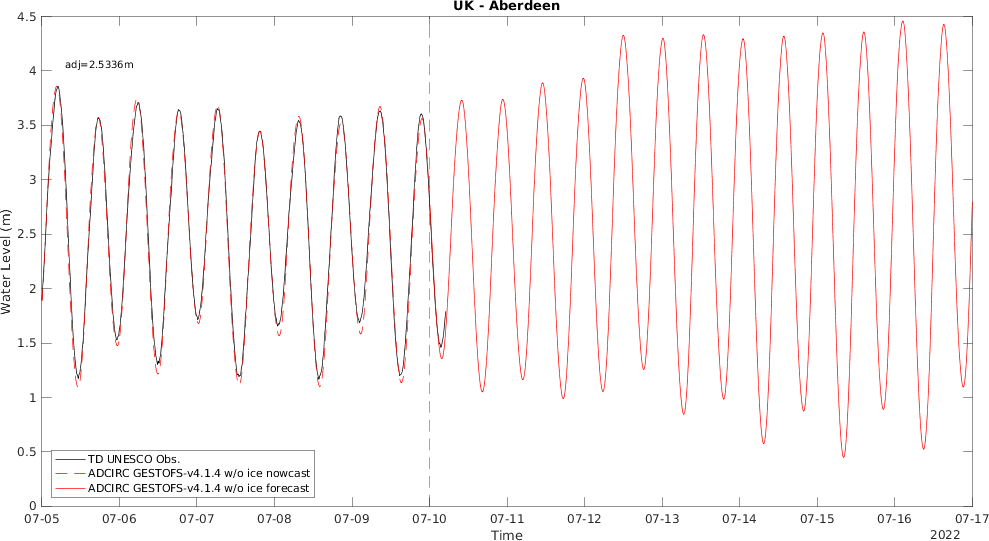 UK - Aberdeen
adj=2.5336m
Water Level (m)
4.5
4
3.5
3
2.5
2
1.5
1
0.5
0
TD UNESCO Obs.
ADCIRC GESTOFS-v4.1.4 w/o ice nowcast
ADCIRC GESTOFS-v4.1.4 w/o ice forecast
07-05 07-06 07-07 07-08 07-09 07-10 07-11 07-12 07-13 07-14 07-15 07-16 07-17
Time
2022